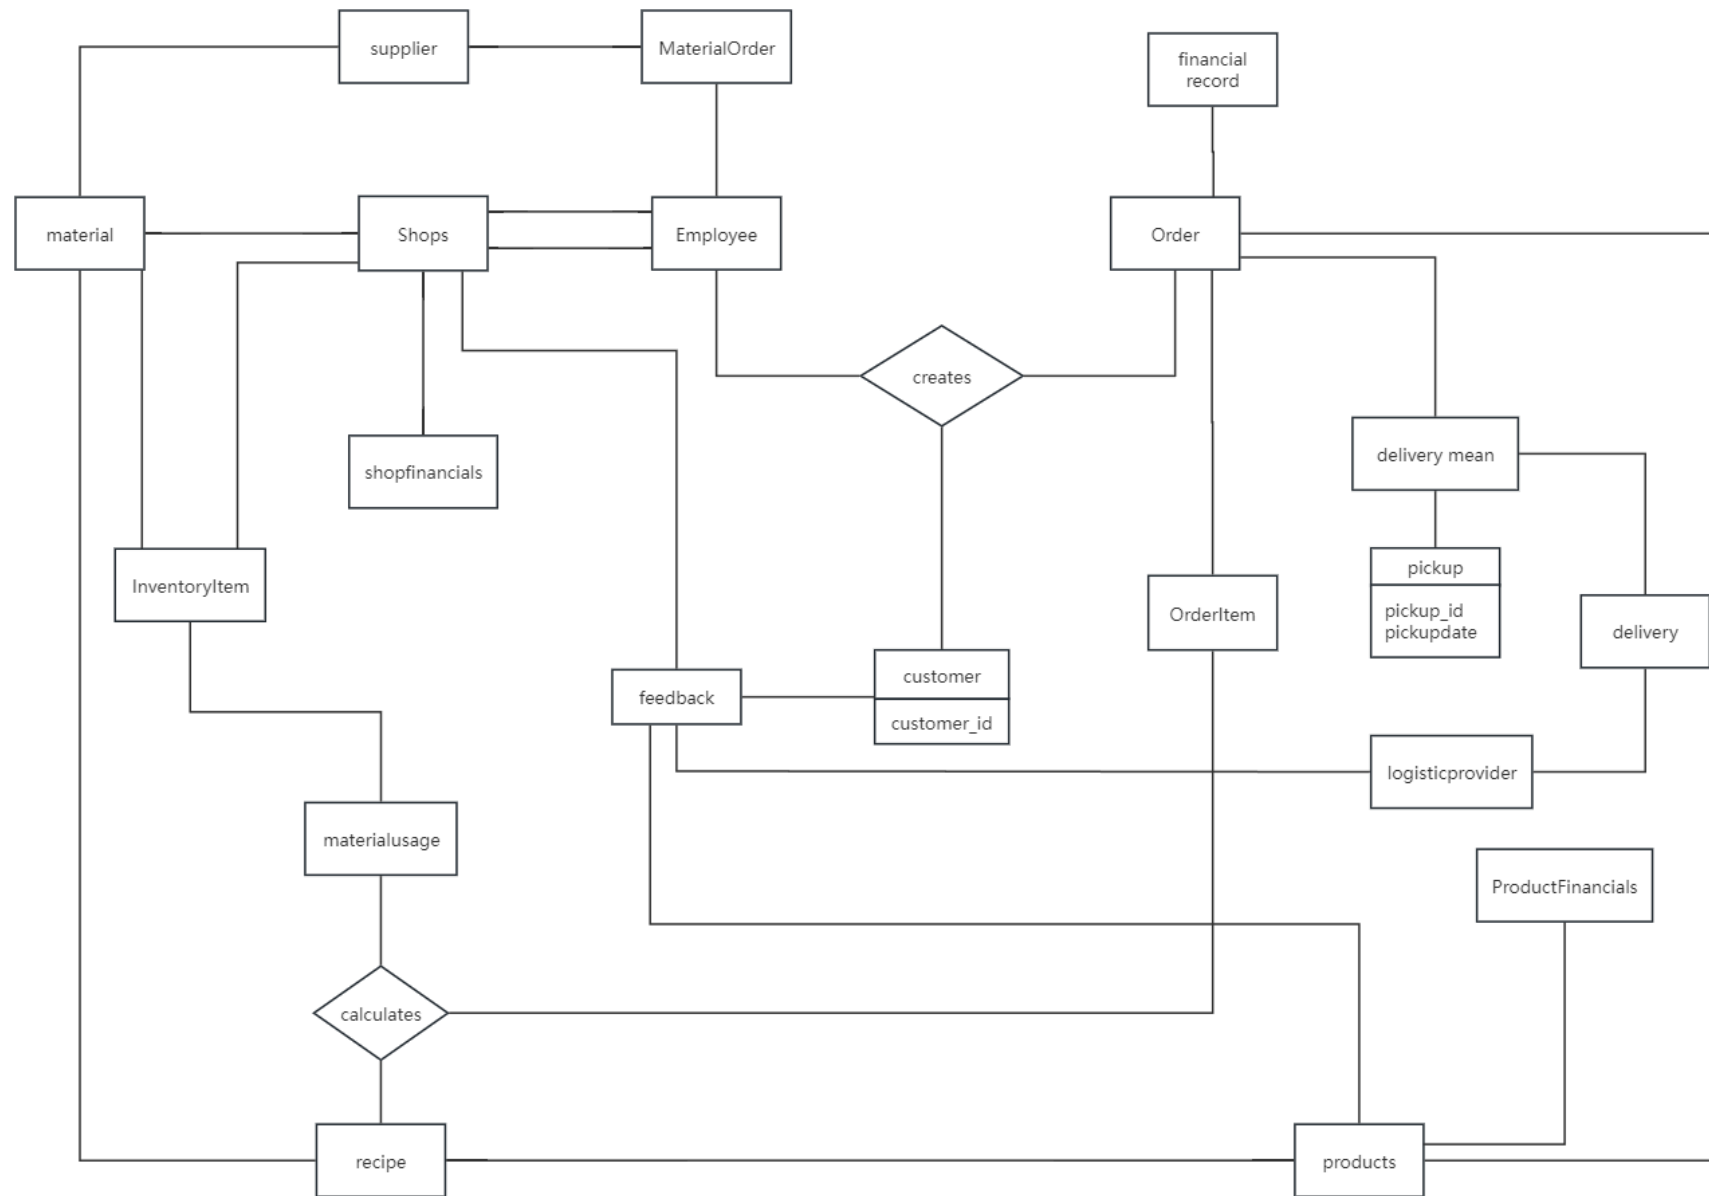 supplier
MaterialOrder
financial
record
material
Shops
Employee
Order
creates
delivery mean
shopfinancials
pickup
InventoryItem
pickup_id
pickupdate
OrderItem
delivery
customer
feedback
customer_id
logisticprovider
materialusage
ProductFinancials
calculates
recipe
products